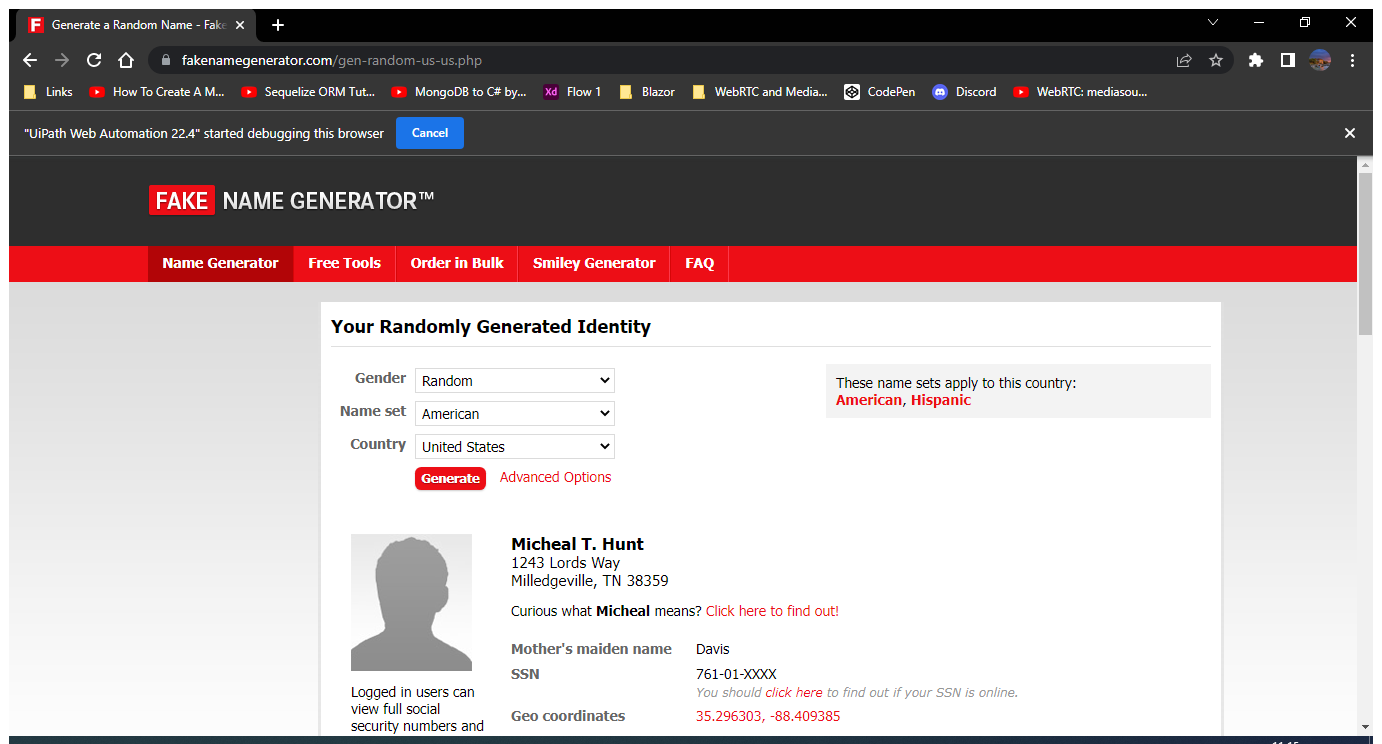 Generate a Random Name - Fake
fakenamegenerator.com/gen-random-us-us.php
Links How To Create A M... Sequelize ORM Tut... MongoDB to C# by... Xd Flow 1 Blazor WebRTC and Media... CodePen Discord WebRTC: mediasou...
"UiPath Web Automation 22.4" started debugging this browser Cancel
FAKE NAME GENERATOR™
Name Generator Free Tools Order in Bulk Smiley Generator FAQ
Your Randomly Generated Identity
Gender Random
Name set American
Country United States
Generate Advanced Options
These name sets apply to this country:
American, Hispanic
Micheal T. Hunt
1243 Lords Way
Milledgeville, TN 38359
Curious what Micheal means? Click here to find out!
Mother's maiden name Davis
SSN 761-01-XXXX
You should click here to find out if your SSN is online.
Geo coordinates 35.296303, -88.409385
Logged in users can
view full social
security numbers and